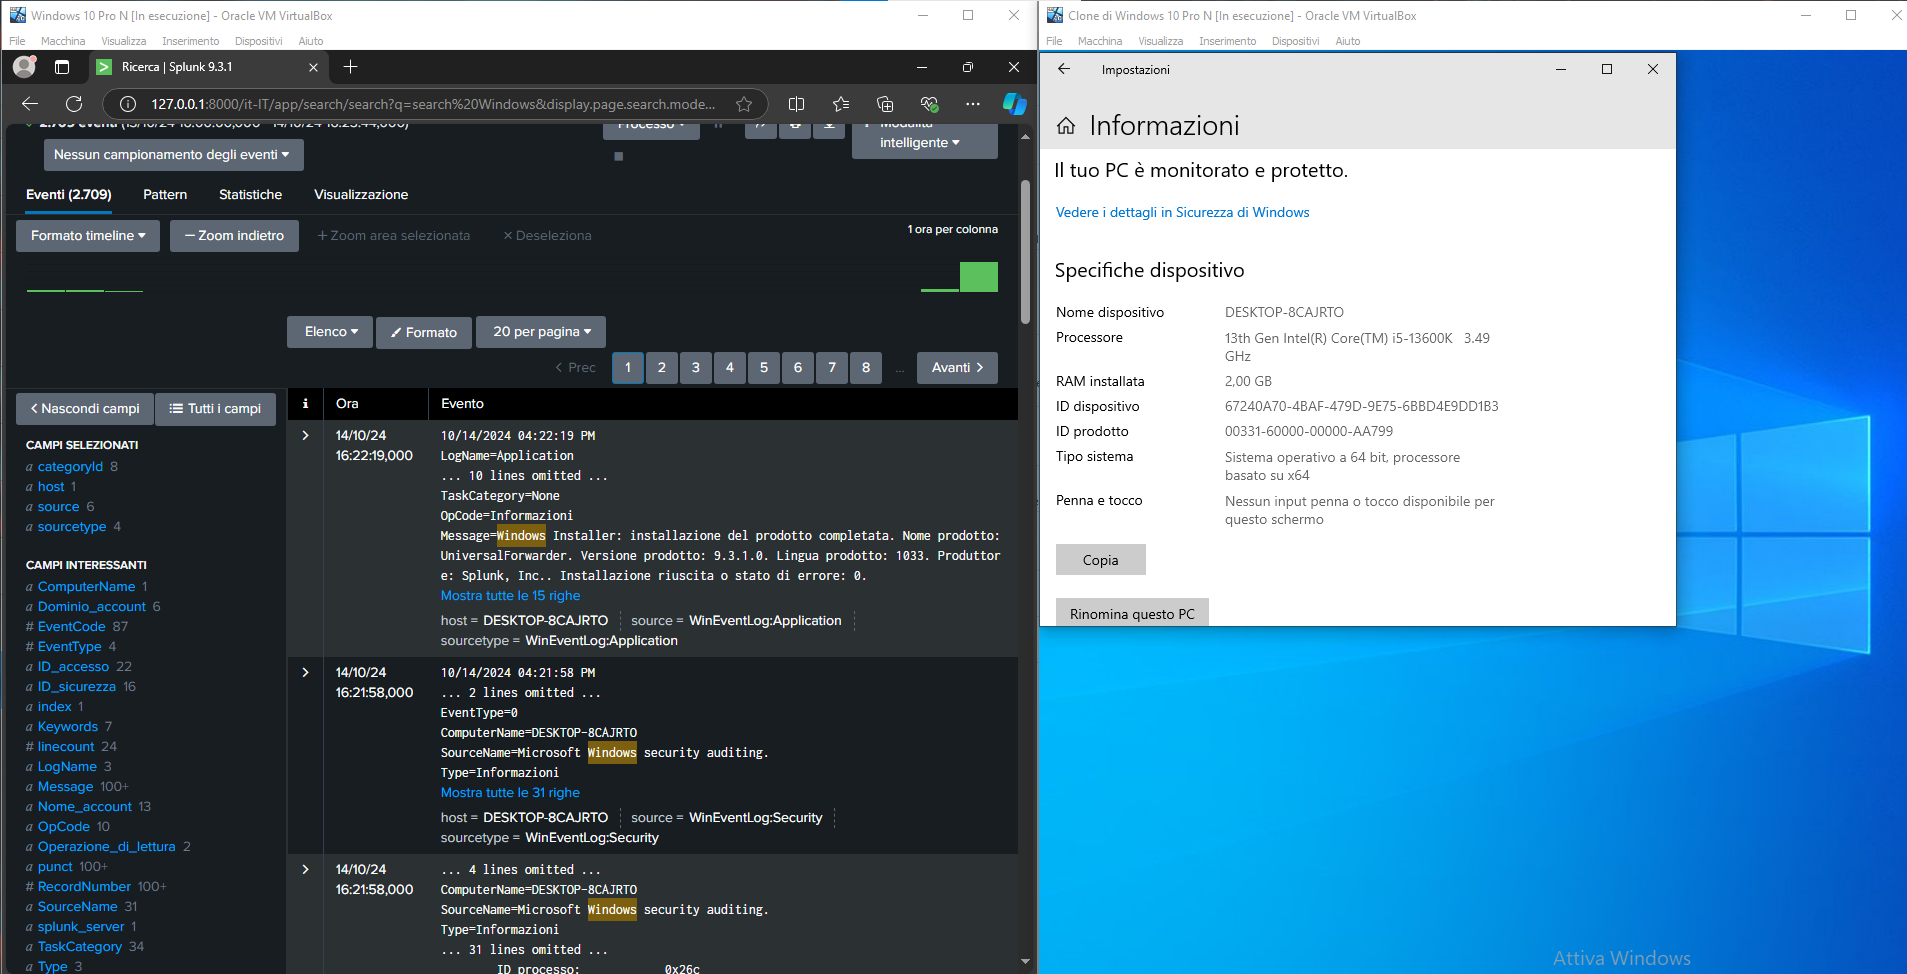 Windows 10 Pro N [In esecuzione] - Oracle VM VirtualBox
File Macchina Visualizza Inserimento Dispositivi Aiuto
Ricerca | Splunk 9.3.1
127.0.0.1:8000/it-IT/app/search/search?q=search%20Windows&display.page.search.mode...
Processo
Modalità intelligente
Nessun campionamento degli eventi
Eventi (2.709) Pattern Statistiche Visualizzazione
Formato timeline — Zoom indietro + Zoom area selezionata × Deseleziona
1 ora per colonna
Elenco Formato 20 per pagina
< Prec 1 2 3 4 5 6 7 8 ... Avanti >
< Nascondi campi Tutti i campi
CAMPI SELEZIONATI
a categoryId 8
a host 1
a source 6
a sourcetype 4
CAMPI INTERESSANTI
a ComputerName 1
a Dominio_account 6
# EventCode 87
# EventType 4
a ID_accesso 22
a ID_sicurezza 16
a index 1
a Keywords 7
# linecount 24
a LogName 3
a Message 100+
a Nome_account 13
a OpCode 10
a Operazione_di_lettura 2
a punct 100+
# RecordNumber 100+
a SourceName 31
a splunk_server 1
a TaskCategory 34
a Type 3
i Ora Evento
14/10/24
16:22:19,000
10/14/2024 04:22:19 PM
LogName=Application
... 10 lines omitted ...
TaskCategory=None
OpCode=Informazioni
Message=Windows Installer: installazione del prodotto completata. Nome prodotto:
UniversalForwarder. Versione prodotto: 9.3.1.0. Lingua prodotto: 1033. Produttor
e: Splunk, Inc.. Installazione riuscita o stato di errore: 0.
Mostra tutte le 15 righe
host = DESKTOP-8CAJRTO source = WinEventLog:Application
sourcetype = WinEventLog:Application
14/10/24
16:21:58,000
10/14/2024 04:21:58 PM
... 2 lines omitted ...
EventType=0
ComputerName=DESKTOP-8CAJRTO
SourceName=Microsoft Windows security auditing.
Type=Informazioni
Mostra tutte le 31 righe
host = DESKTOP-8CAJRTO source = WinEventLog:Security
sourcetype = WinEventLog:Security
14/10/24
16:21:58,000
... 4 lines omitted ...
ComputerName=DESKTOP-8CAJRTO
SourceName=Microsoft Windows security auditing.
Type=Informazioni
... 31 lines omitted ...
ID processo: 0x26c
Clone di Windows 10 Pro N [In esecuzione] - Oracle VM VirtualBox
File Macchina Visualizza Inserimento Dispositivi Aiuto
Impostazioni
Informazioni
Il tuo PC è monitorato e protetto.
Vedere i dettagli in Sicurezza di Windows
Specifiche dispositivo
Nome dispositivo DESKTOP-8CAJRTO
Processore 13th Gen Intel(R) Core(TM) i5-13600K 3.49
GHz
RAM installata 2,00 GB
ID dispositivo 67240A70-4BAF-479D-9E75-6BBD4E9DD1B3
ID prodotto 00331-60000-00000-AA799
Tipo sistema Sistema operativo a 64 bit, processore
basato su x64
Penna e tocco Nessun input penna o tocco disponibile per
questo schermo
Copia
Rinomina questo PC
Attiva Windows